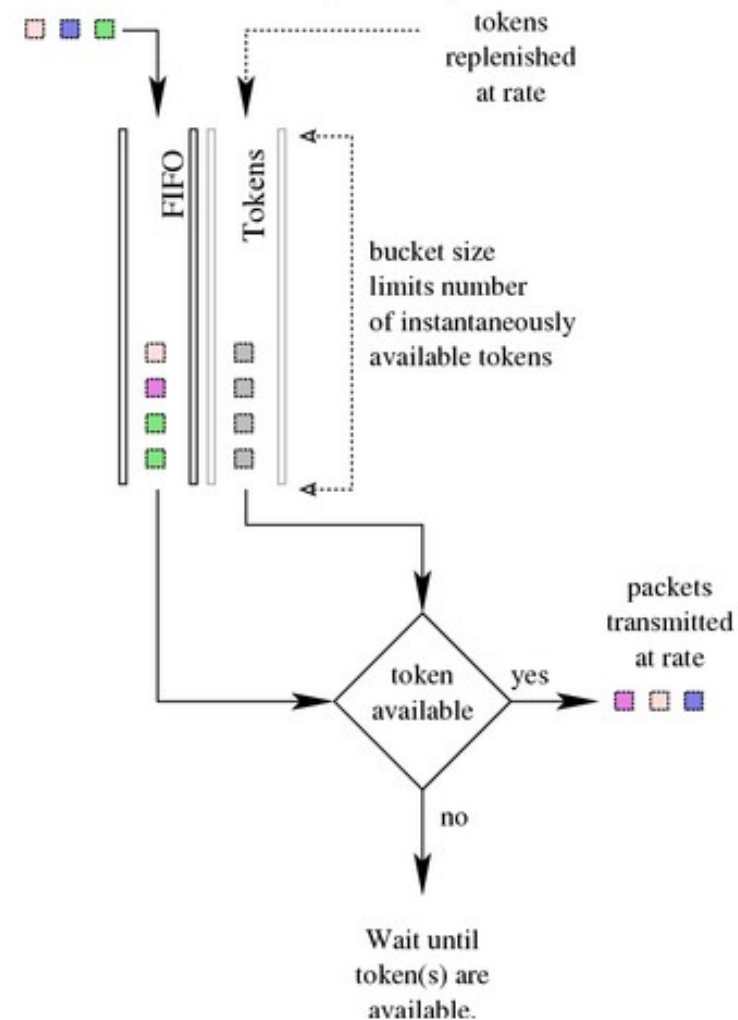 tokens
replenished
at rate
FIFO
Tokens
bucket size
limits number
of instantaneously
available tokens
packets
transmitted
at rate
token
available
yes
no
Wait until
token(s) are
available.